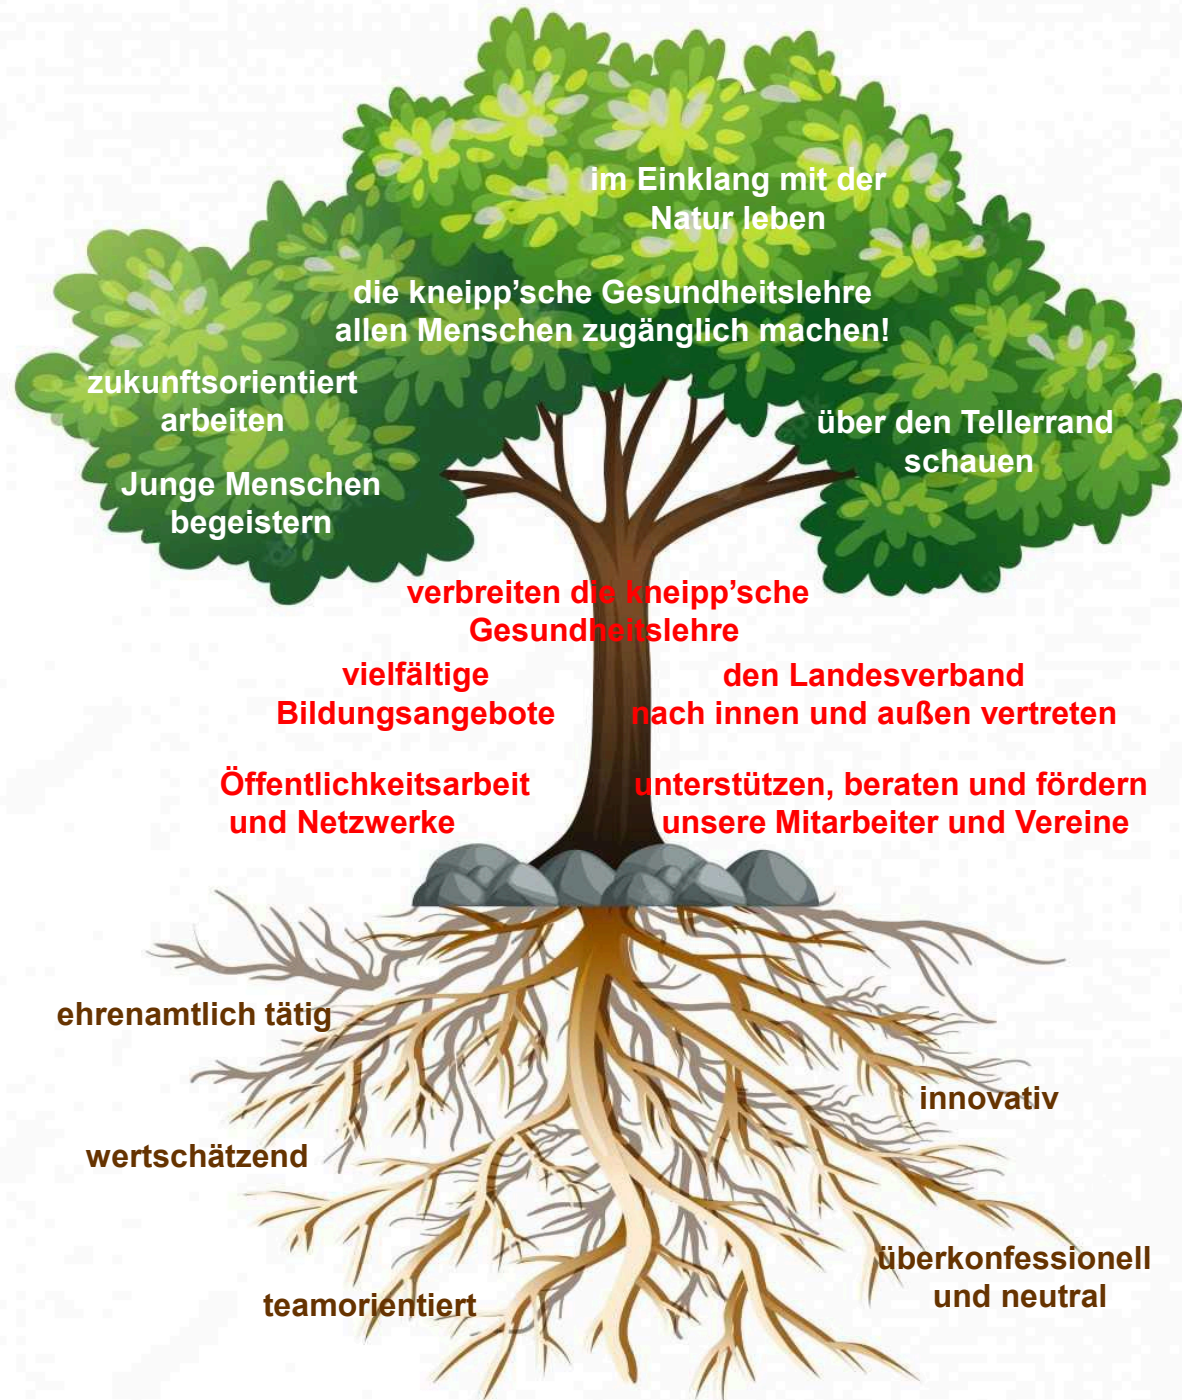 im Einklang mit der
Natur leben
die kneipp’sche Gesundheitslehre
allen Menschen zugänglich machen!
zukunftsorientiert
arbeiten
über den Tellerrand
schauen
Junge Menschen
begeistern
verbreiten die kneipp’sche
Gesundheitslehre
vielfältige
Bildungsangebote
den Landesverband
nach innen und außen vertreten
Öffentlichkeitsarbeit
und Netzwerke
unterstützen, beraten und fördern
unsere Mitarbeiter und Vereine
ehrenamtlich tätig
innovativ
wertschätzend
überkonfessionell
und neutral
teamorientiert